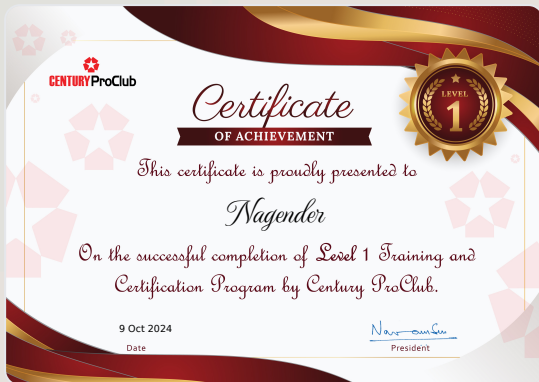 CENTURY ProClub
Certificate
OF ACHIEVEMENT
LEVEL
1
This certificate is proudly presented to
Nagender
On the successful completion of Level 1 Training and
Certification Program by Century ProClub.
9 Oct 2024
Date
President